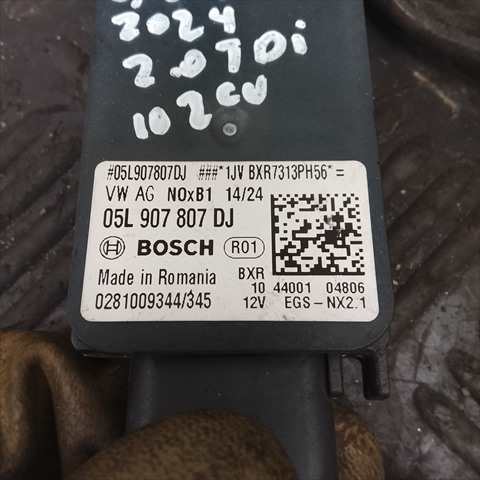 2024
2.0TDi
102CV
#05L907807DJ ###*1JV BXR7313PH56*=
VW AG NOxB1 14/24
05L 907 807 DJ
BOSCH R01
Made in Romania BXR
10 44001 04806
0281009344/345 12V EGS-NX2.1